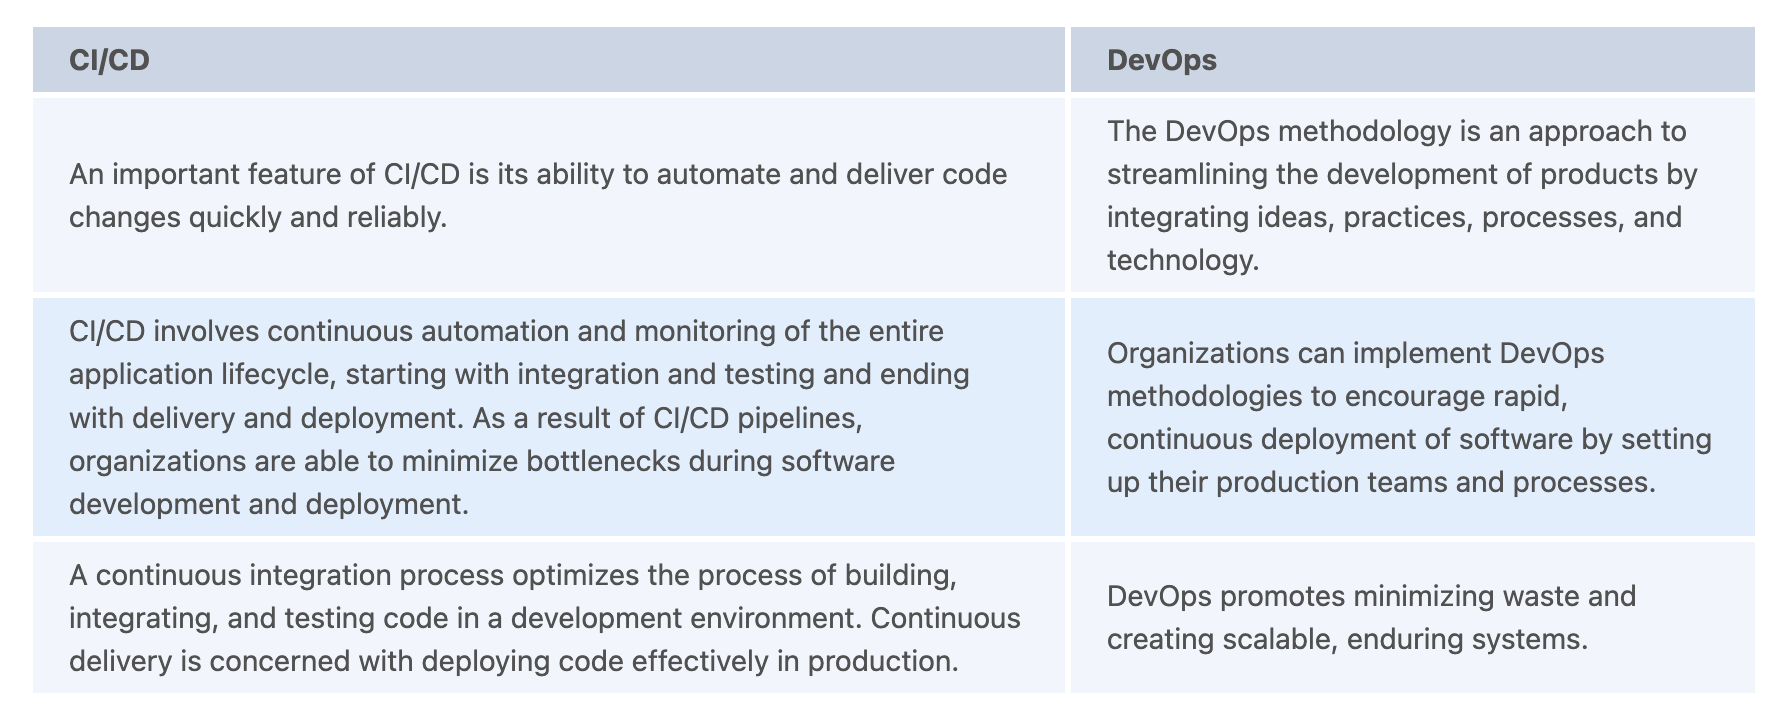 CI/CD
DevOps
An important feature of CI/CD is its ability to automate and deliver code
changes quickly and reliably.
The DevOps methodology is an approach to
streamlining the development of products by
integrating ideas, practices, processes, and
technology.
CI/CD involves continuous automation and monitoring of the entire
application lifecycle, starting with integration and testing and ending
with delivery and deployment. As a result of CI/CD pipelines,
organizations are able to minimize bottlenecks during software
development and deployment.
Organizations can implement DevOps
methodologies to encourage rapid,
continuous deployment of software by setting
up their production teams and processes.
A continuous integration process optimizes the process of building,
integrating, and testing code in a development environment. Continuous
delivery is concerned with deploying code effectively in production.
DevOps promotes minimizing waste and
creating scalable, enduring systems.